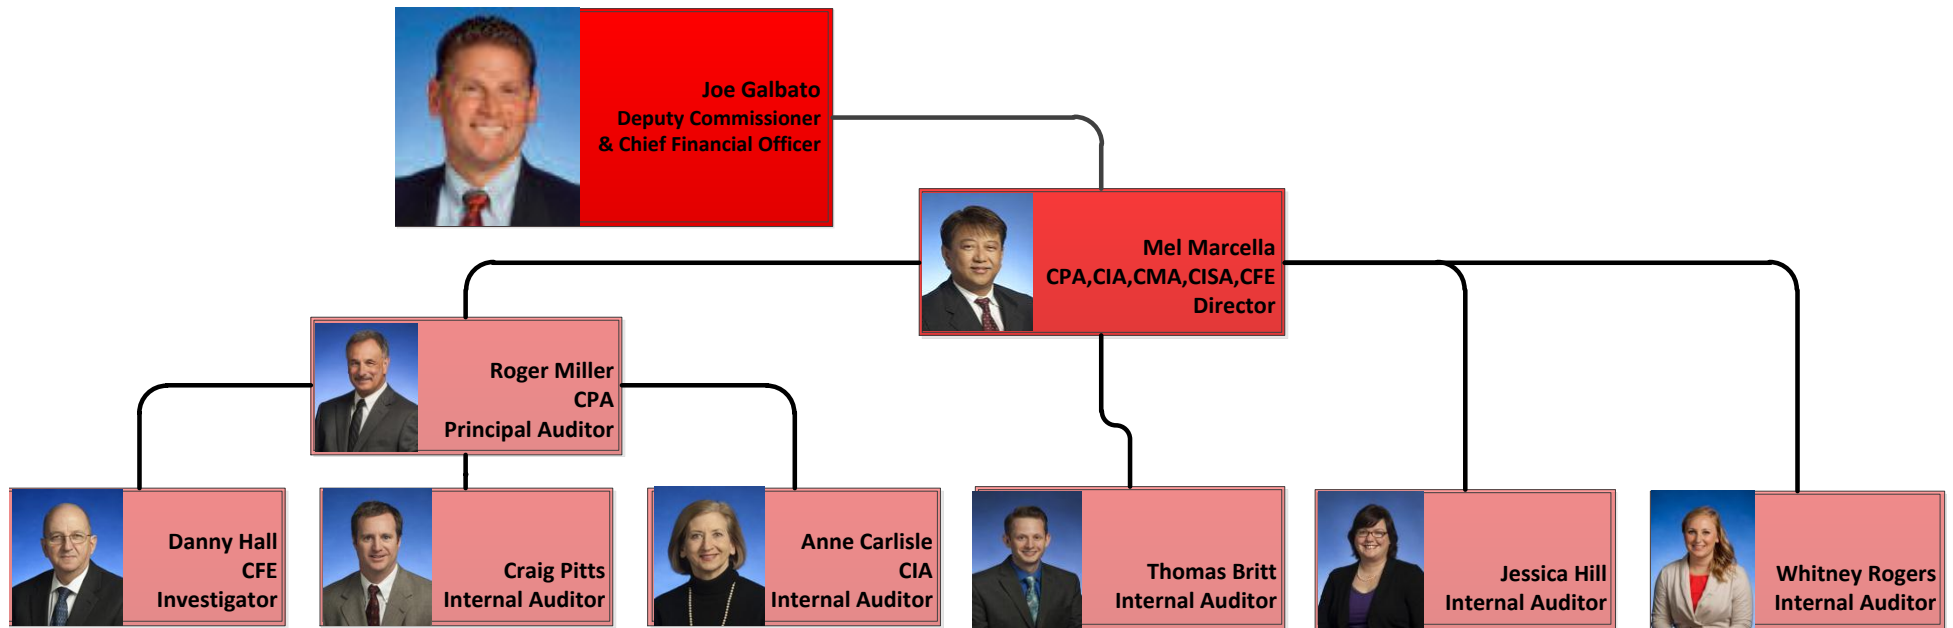 Joe Galbato
Deputy Commissioner
& Chief Financial Officer
Mel Marcella
CPA,CIA,CMA,CISA,CFE
Director
Roger Miller
CPA
Principal Auditor
Danny Hall
CFE
Investigator
Craig Pitts
Internal Auditor
Anne Carlisle
CIA
Internal Auditor
Thomas Britt
Internal Auditor
Jessica Hill
Internal Auditor
Whitney Rogers
Internal Auditor